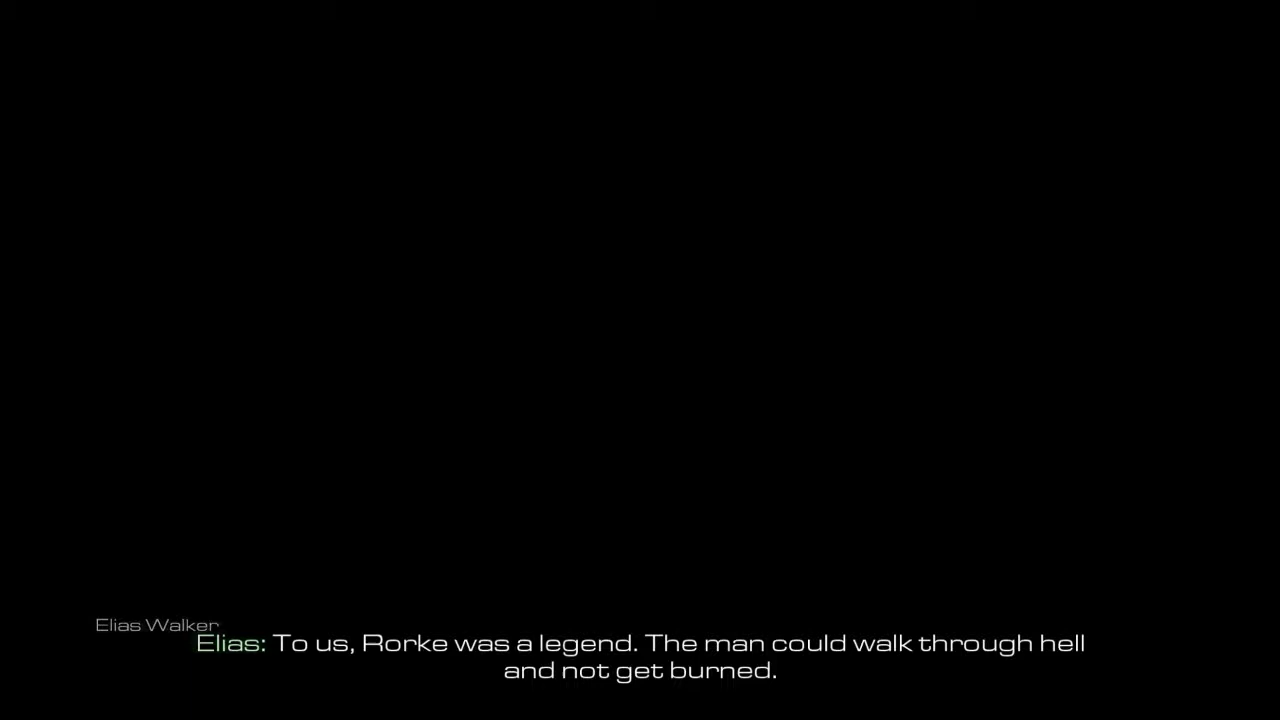 Elias Walker
Elias: To us, Rorke was a legend. The man could walk through hell
and not get burned.